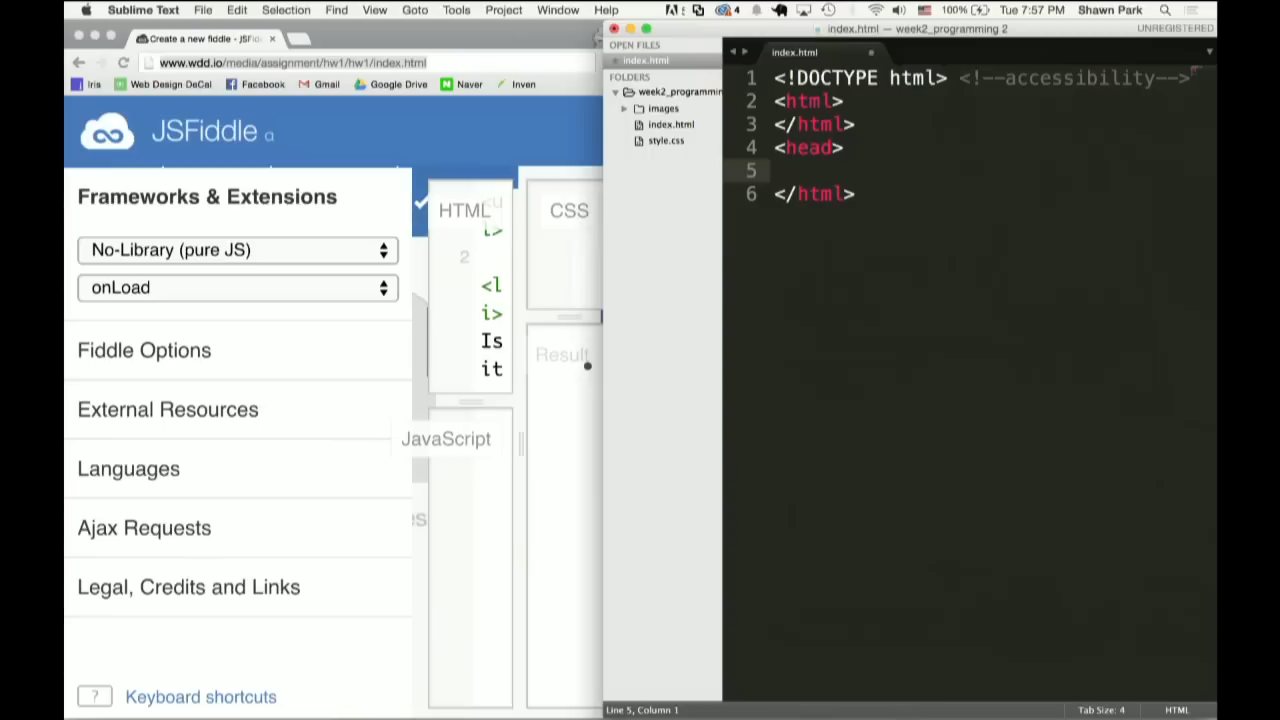 Sublime Text File Edit Selection Find View Goto Tools Project Window Help 4 100% Tue 7:57 PM Shawn Park
Create a new fiddle - JSFi
www.wdd.io/media/assignment/hw1/hw1/index.html
Iris Web Design DeCal Facebook Gmail Google Drive Naver Inven
JSFiddle α
Frameworks & Extensions
No-Library (pure JS)
onLoad
Fiddle Options
External Resources
Languages
Ajax Requests
Legal, Credits and Links
? Keyboard shortcuts
HTML
<u
l>
2
<l
i>
Is
it
CSS
JavaScript
Result
es
index.html — week2_programming 2 UNREGISTERED
OPEN FILES
index.html
FOLDERS
week2_programmin
images
index.html
style.css
index.html
1 <!DOCTYPE html> <!--accessibility-->
2 <html>
3 </html>
4 <head>
5
6 </html>
Line 5, Column 1 Tab Size: 4 HTML